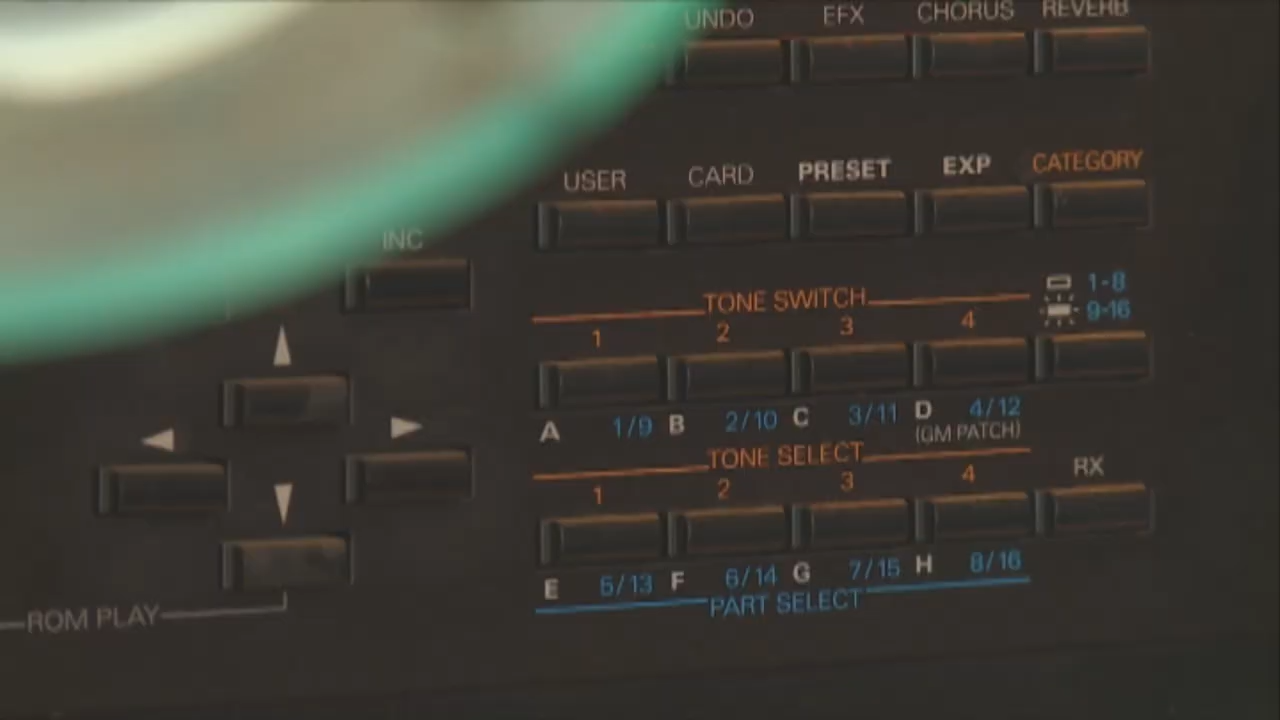 UNDO EFX CHORUS REVERB
USER CARD PRESET EXP CATEGORY
INC
TONE SWITCH
1 2 3 4
1-8
9-16
A 1/9 B 2/10 C 3/11 D 4/12
(GM PATCH)
TONE SELECT
1 2 3 4 RX
E 5/13 F 6/14 G 7/15 H 8/16
PART SELECT
ROM PLAY